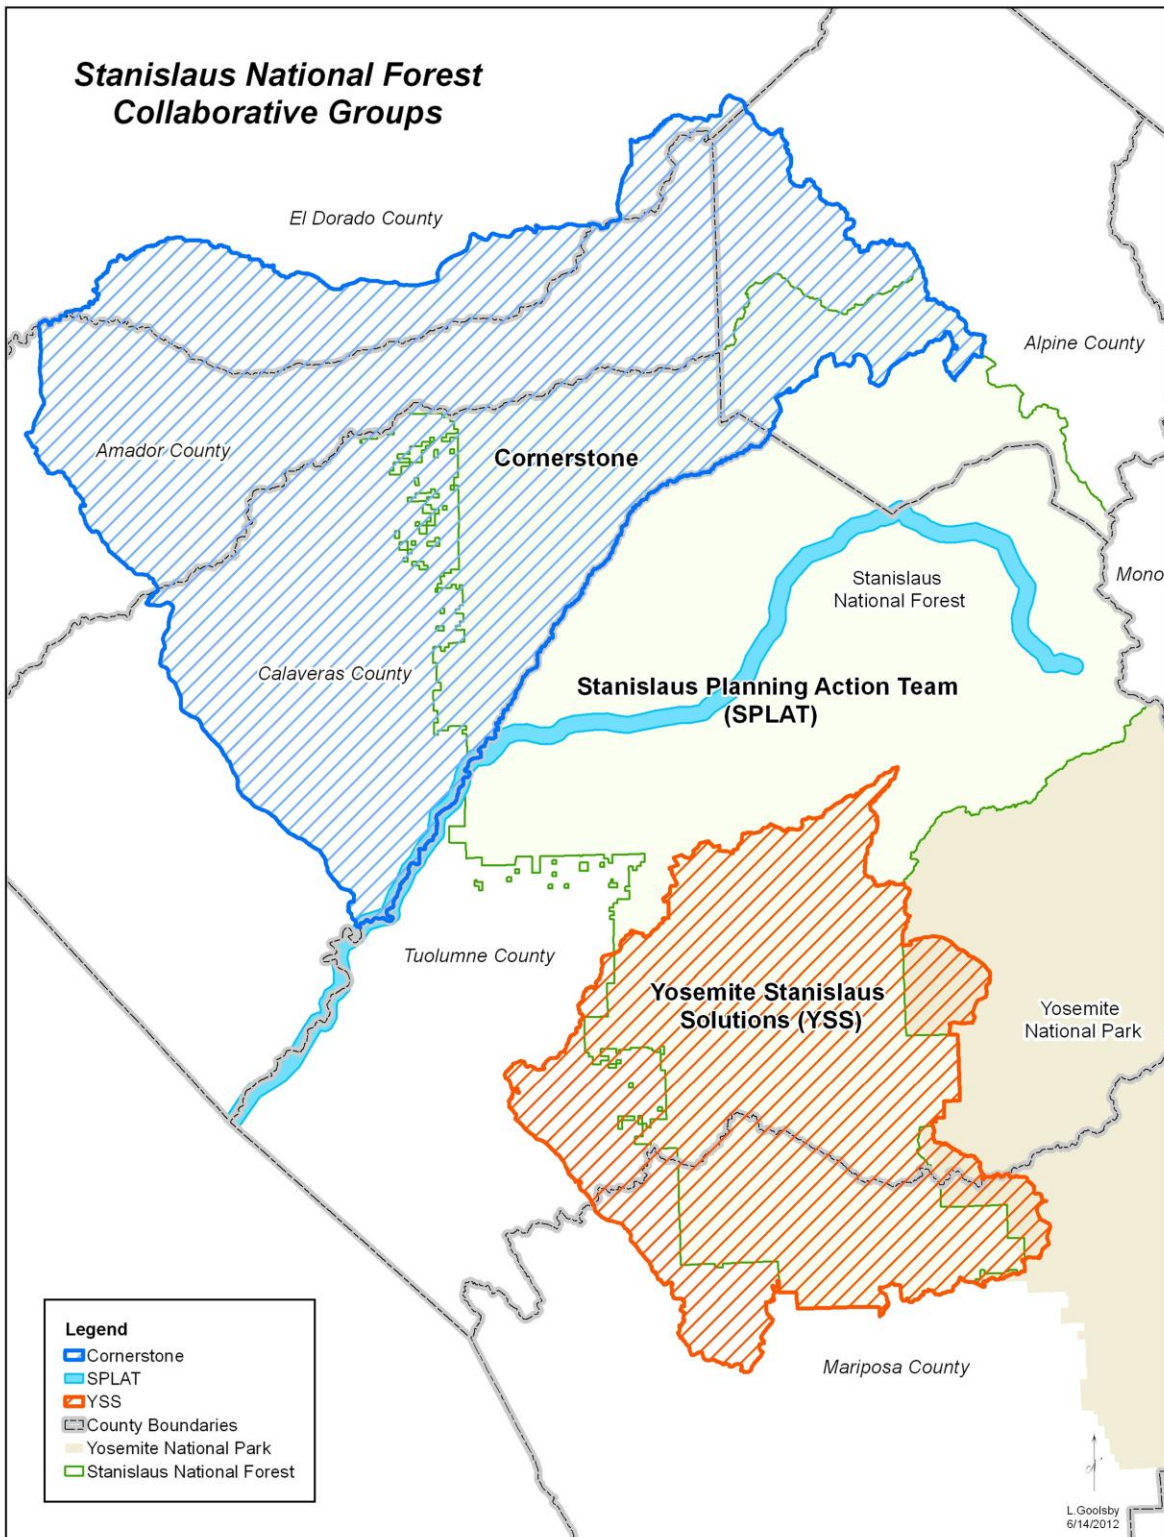 Stanislaus National Forest
Collaborative Groups
El Dorado County
Alpine County
Amador County
Cornerstone
Mono
Stanislaus
National Forest
Calaveras County
Stanislaus Planning Action Team
(SPLAT)
Tuolumne County
Yosemite Stanislaus
Solutions (YSS)
Yosemite
National Park
Mariposa County
Legend
Cornerstone
SPLAT
YSS
County Boundaries
Yosemite National Park
Stanislaus National Forest
L.Goolsby
6/14/2012